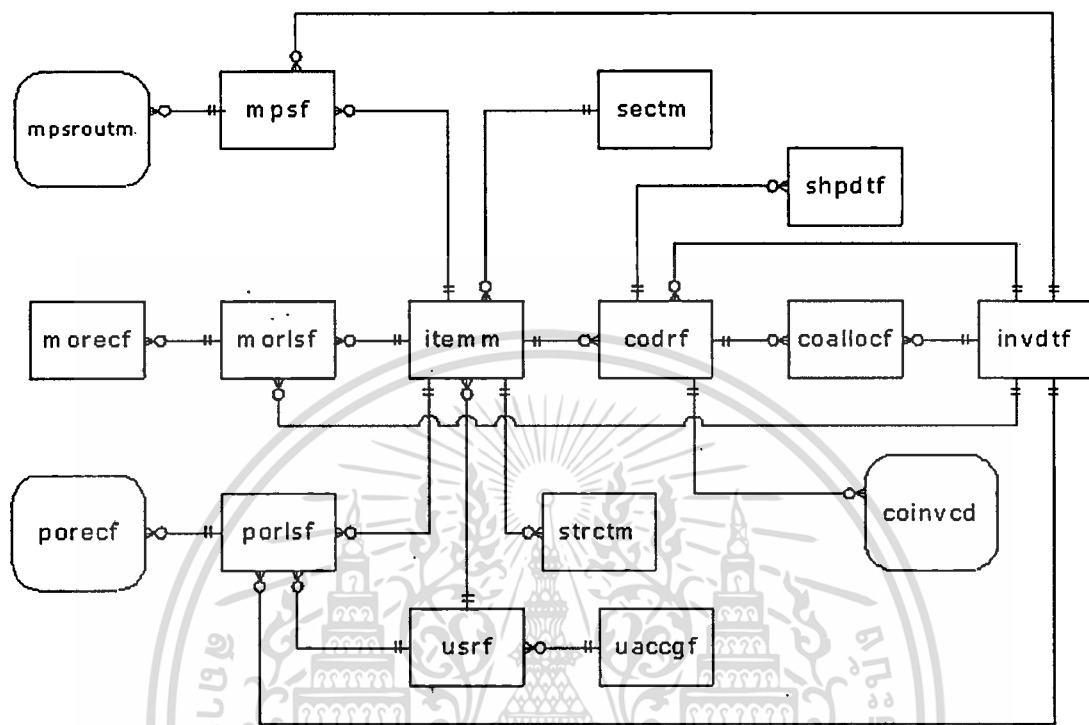 mpsf
sectm
mpsroutm
shpdtf
morecf
morlsf
itemm
codrf
coallocf
invdtf
porecf
porlsf
strctm
coinvcd
usrf
uaccgf